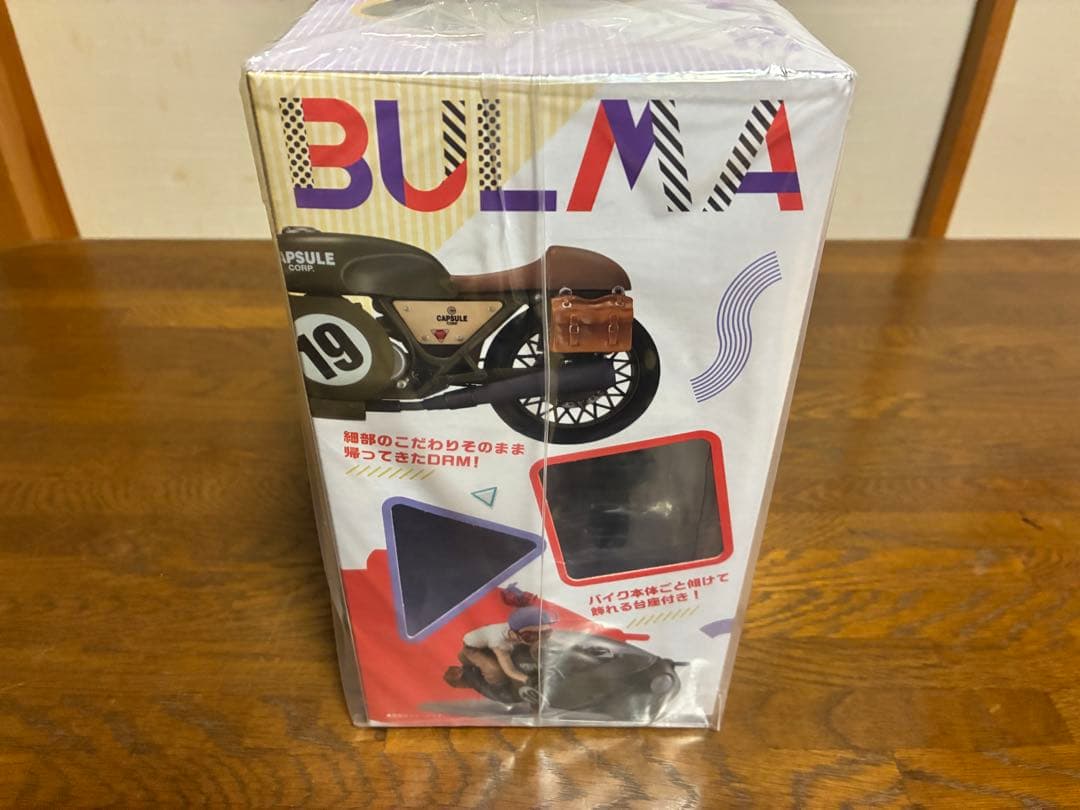 BULMA
APSULE
CORP.
CAPSULE
19
細部のこだわりそのまま
帰ってきたDRM!
バイク本体ごと傾けて
飾れる台座付き!